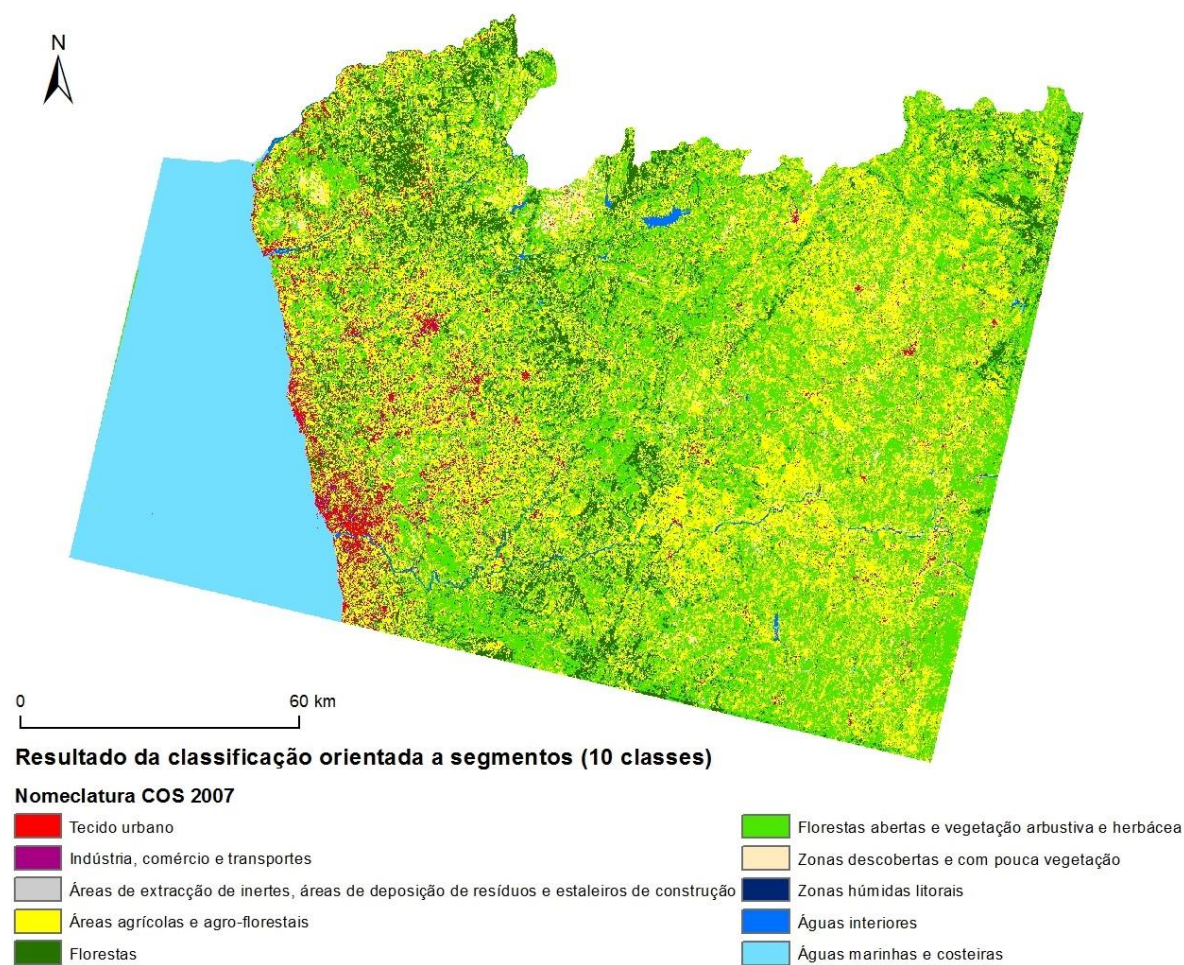 N
0 60 km
Resultado da classificação orientada a segmentos (10 classes)
Nomeclatura COS 2007
Tecido urbano
Indústria, comércio e transportes
Áreas de extracção de inertes, áreas de deposição de resíduos e estaleiros de construção
Áreas agrícolas e agro-florestais
Florestas
Florestas abertas e vegetação arbustiva e herbácea
Zonas descobertas e com pouca vegetação
Zonas húmidas litorais
Águas interiores
Águas marinhas e costeiras